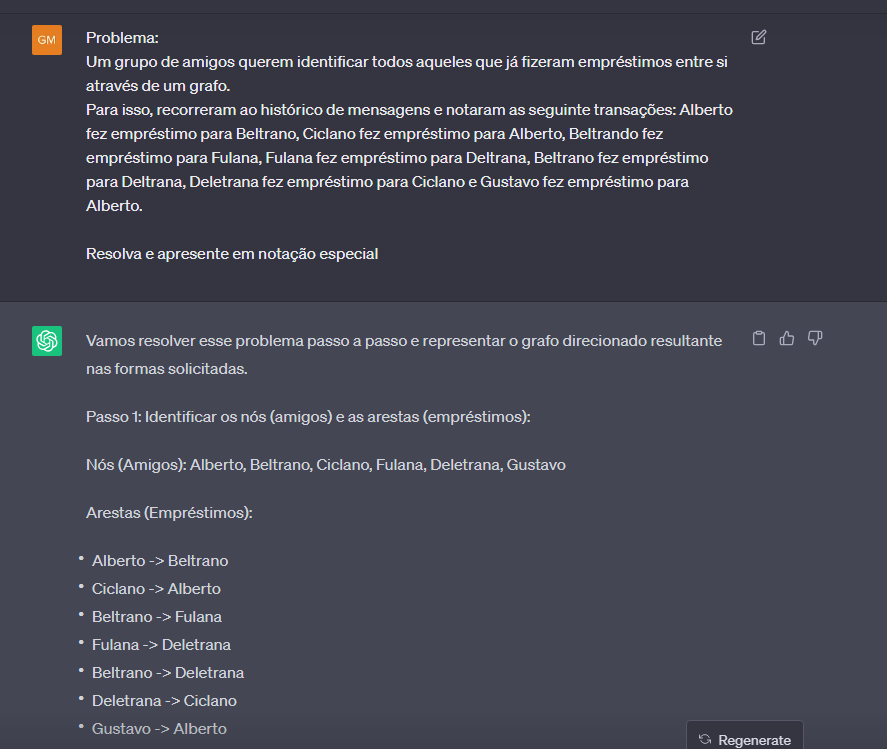 GM
Problema:
Um grupo de amigos querem identificar todos aqueles que já fizeram empréstimos entre si
através de um grafo.
Para isso, recorreram ao histórico de mensagens e notaram as seguinte transações: Alberto
fez empréstimo para Beltrano, Ciclano fez empréstimo para Alberto, Beltrando fez
empréstimo para Fulana, Fulana fez empréstimo para Deltrana, Beltrano fez empréstimo
para Deltrana, Deletrana fez empréstimo para Ciclano e Gustavo fez empréstimo para
Alberto.
Resolva e apresente em notação especial
Vamos resolver esse problema passo a passo e representar o grafo direcionado resultante
nas formas solicitadas.
Passo 1: Identificar os nós (amigos) e as arestas (empréstimos):
Nós (Amigos): Alberto, Beltrano, Ciclano, Fulana, Deletrana, Gustavo
Arestas (Empréstimos):
• Alberto -> Beltrano
• Ciclano -> Alberto
• Beltrano -> Fulana
• Fulana -> Deletrana
• Beltrano -> Deletrana
• Deletrana -> Ciclano
• Gustavo -> Alberto
Regenerate